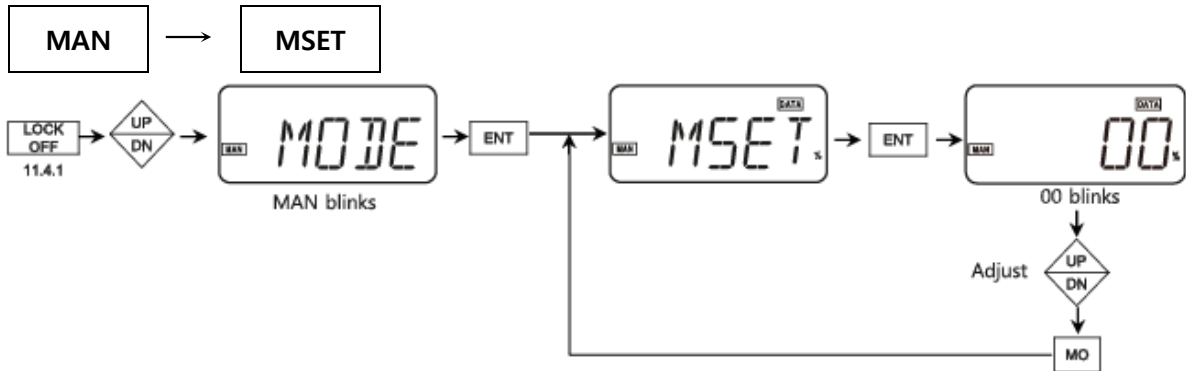 MAN → MSET
LOCK OFF
11.4.1
UP
DN
MAN
MODE
MAN blinks
ENT
DATA
MAN
MSET
%
ENT
DATA
MAN
00
%
00 blinks
Adjust
UP
DN
MO